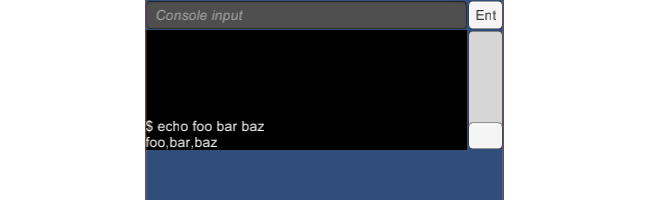 Console input
Ent
$ echo foo bar baz
foo,bar,baz